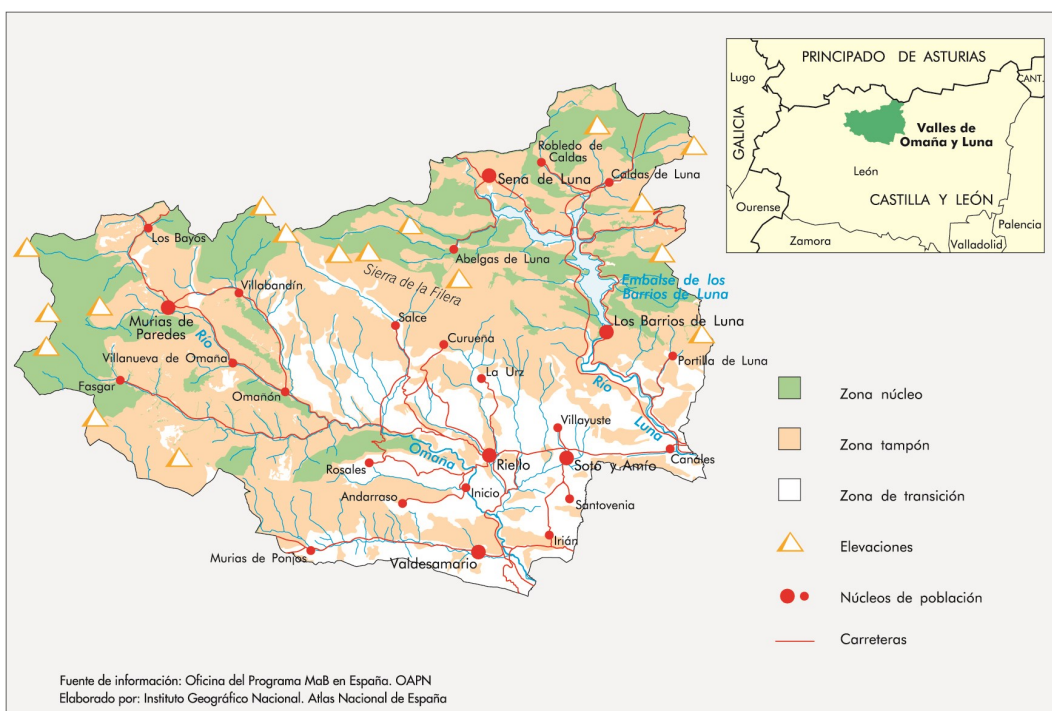 PRINCIPADO DE ASTURIAS
Lugo
CANT.
GALICIA
Valles de
Omaña y Luna
León
CASTILLA Y LEÓN
Ourense
Palencia
Zamora
Valladolid
Robledo de
Caldas
Sena de Luna
Caldas de Luna
Los Bayos
Abelgas de Luna
Sierra de la Filera
Embalse de los
Barrios de Luna
Villabandín
Murias de
Paredes
Salce
Los Barrios de Luna
Río
Curueña
Villanueva de Omaña
Portilla de Luna
La Urz
Río
Fasgar
Omañón
Luna
Villayuste
Omaña
Canales
Rosales
Riello
Soto y Amío
Inicio
Andarraso
Santovenia
Irián
Murias de Ponjos
Valdesamario
Zona núcleo
Zona tampón
Zona de transición
Elevaciones
Núcleos de población
Carreteras
Fuente de información: Oficina del Programa MaB en España. OAPN
Elaborado por: Instituto Geográfico Nacional. Atlas Nacional de España